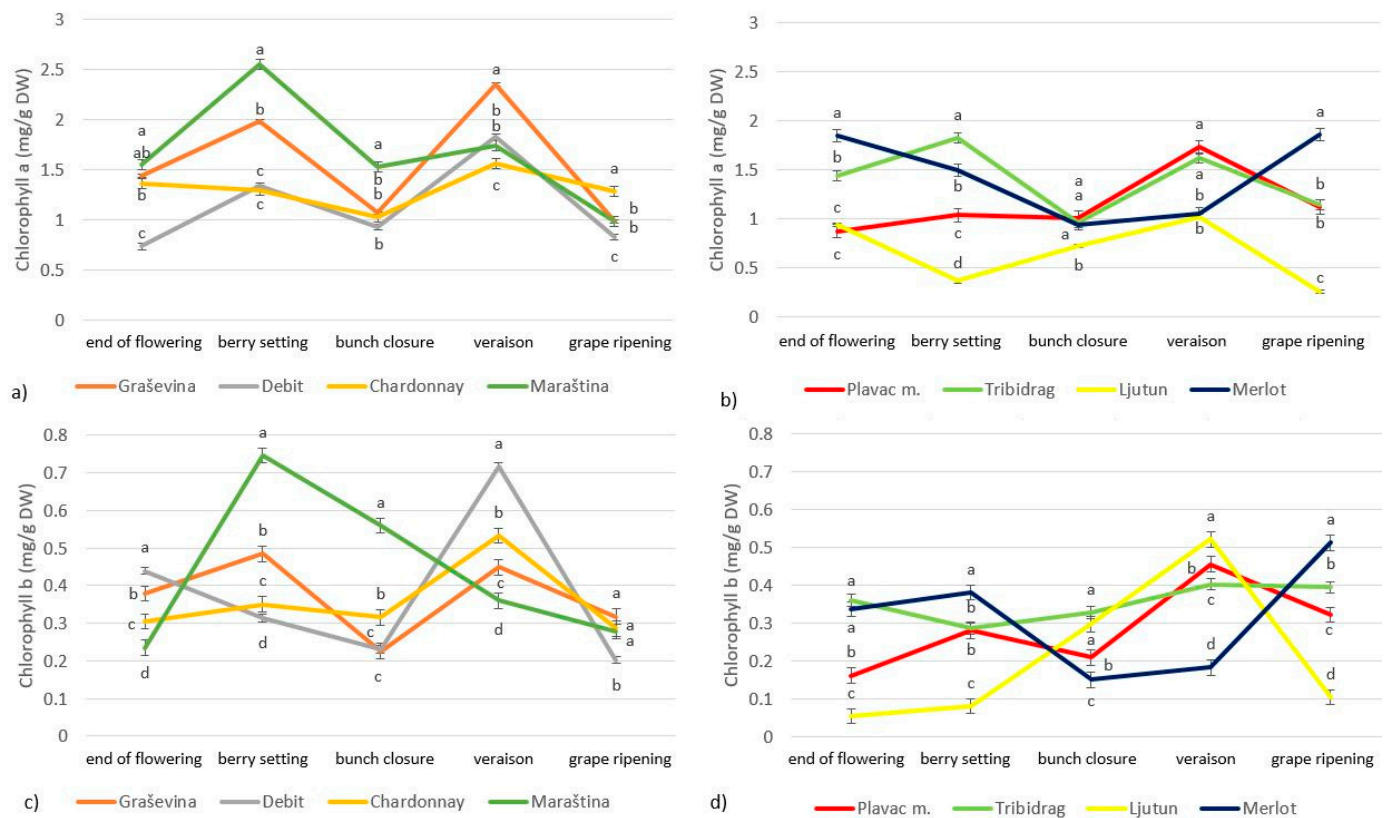 Chlorophyll a (mg/g DW)
3
2.5
2
1.5
1
0.5
0
a
ab
b
c
a
b
c
c
a
b
b
b
a
b
b
c
a
b
b
c
end of flowering berry setting bunch closure veraison grape ripening
Graševina Debit Chardonnay Maraština
a)
Chlorophyll a (mg/g DW)
3
2.5
2
1.5
1
0.5
0
a
b
c
c
a
b
c
d
a
a
a
b
a
a
b
b
a
b
b
c
end of flowering berry setting bunch closure veraison grape ripening
Plavac m. Tribidrag Ljutun Merlot
b)
Chlorophyll b (mg/g DW)
0.8
0.7
0.6
0.5
0.4
0.3
0.2
0.1
0
a
b
c
d
a
b
c
d
a
b
c
c
a
b
c
d
a
a
a
b
end of flowering berry setting bunch closure veraison grape ripening
Graševina Debit Chardonnay Maraština
c)
Chlorophyll b (mg/g DW)
0.8
0.7
0.6
0.5
0.4
0.3
0.2
0.1
0
a
a
b
c
a
b
b
c
a
a
b
c
a
b
c
d
a
b
c
d
end of flowering berry setting bunch closure veraison grape ripening
Plavac m. Tribidrag Ljutun Merlot
d)